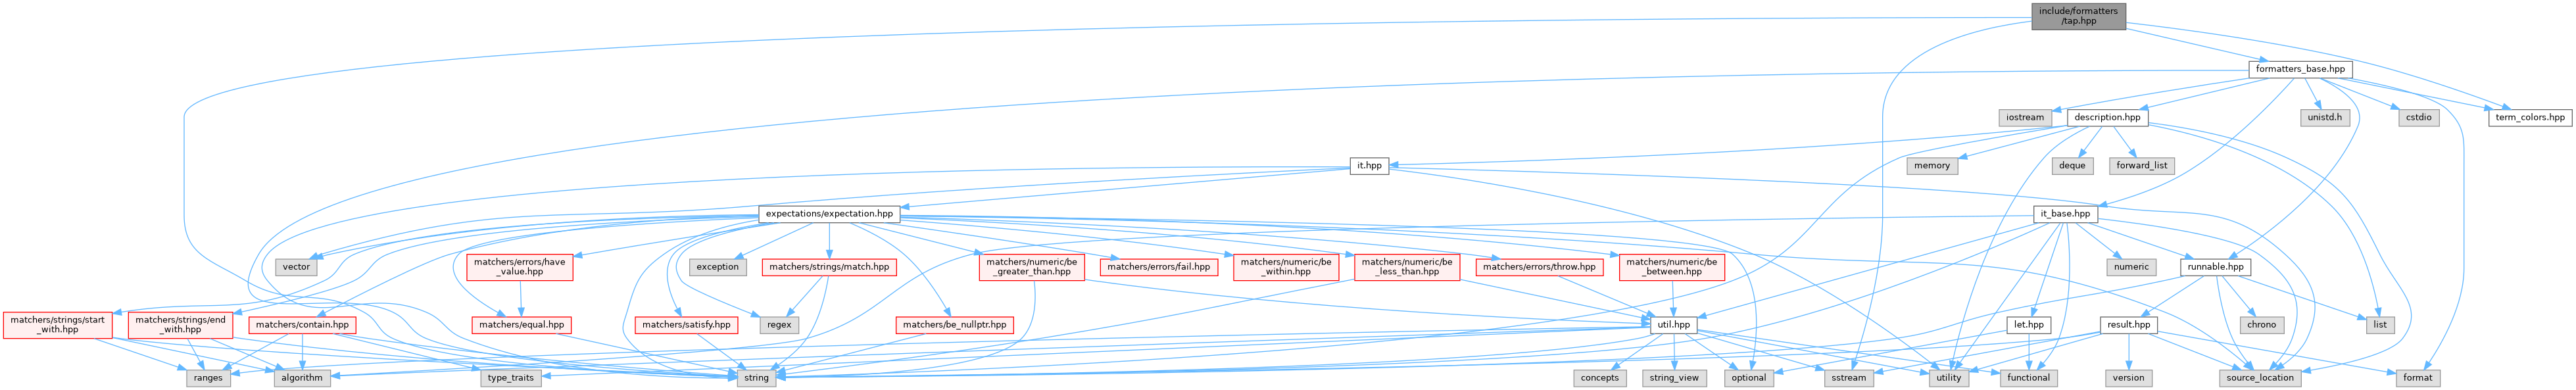 include/formatters
/tap.hpp
formatters_base.hpp
iostream
description.hpp
unistd.h
cstdio
term_colors.hpp
it.hpp
memory
deque
forward_list
expectations/expectation.hpp
it_base.hpp
vector
matchers/errors/have
_value.hpp
exception
matchers/strings/match.hpp
matchers/numeric/be
_greater_than.hpp
matchers/errors/fail.hpp
matchers/numeric/be
_within.hpp
matchers/numeric/be
_less_than.hpp
matchers/errors/throw.hpp
matchers/numeric/be
_between.hpp
numeric
runnable.hpp
matchers/strings/start
_with.hpp
matchers/strings/end
_with.hpp
matchers/contain.hpp
matchers/equal.hpp
matchers/satisfy.hpp
regex
matchers/be_nullptr.hpp
util.hpp
let.hpp
result.hpp
chrono
list
ranges
algorithm
type_traits
string
concepts
string_view
optional
sstream
utility
functional
version
source_location
format